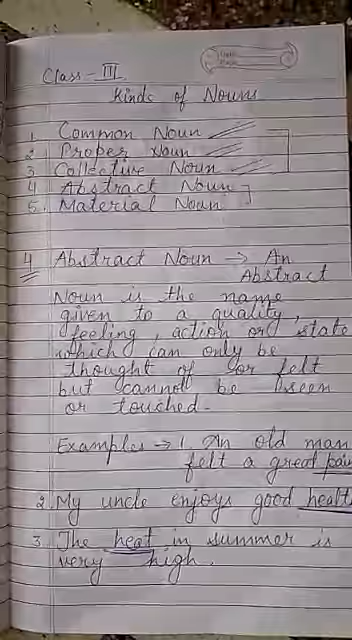 Class - III
Kinds of Nouns
1. Common Noun
2. Proper Noun
3. Collective Noun
4 Abstract Noun
5. Material Noun
4 Abstract Noun → An
Abstract
Noun is the name
given to a quality,
feeling, action or state
which can only be
thought of or felt
but cannot be seen
or touched.
Examples → 1. An old man
felt a great pain
2. My uncle enjoys good health
3. The heat in summer is
very high.